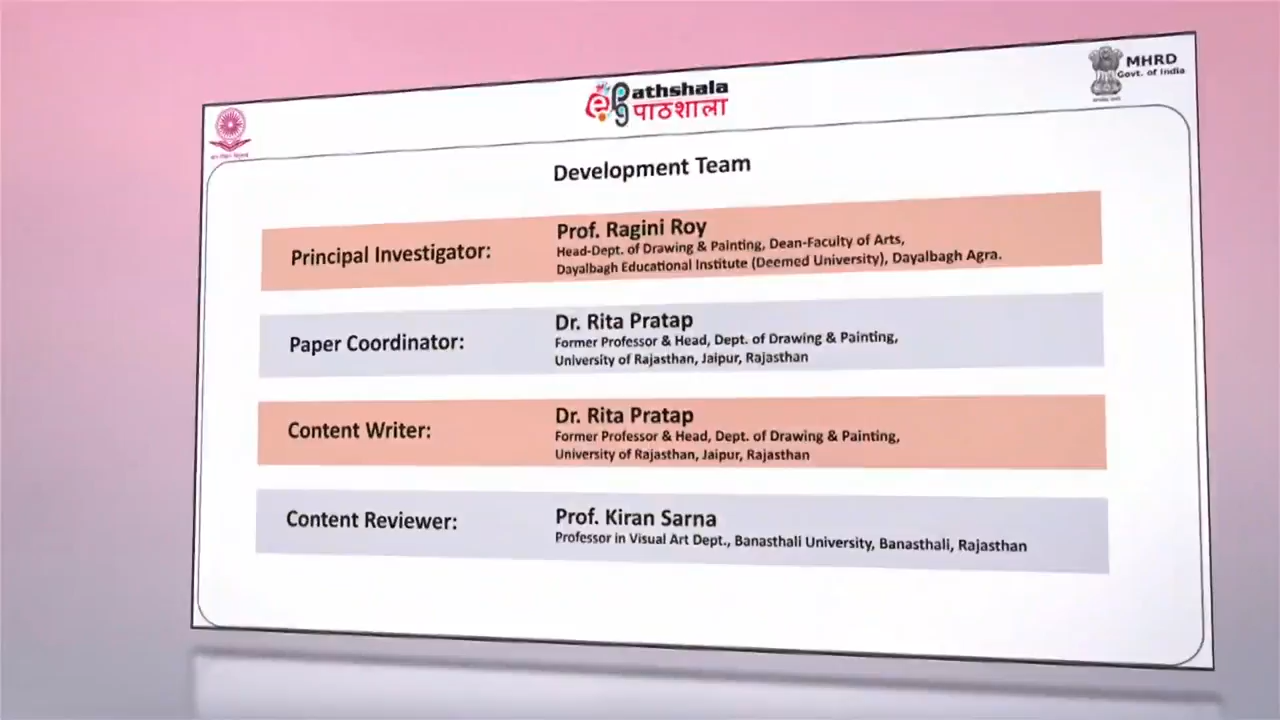 MHRD
Govt. of India
ePG athshala
पाठशाला
Development Team
Principal Investigator:
Prof. Ragini Roy
Head-Dept. of Drawing & Painting, Dean-Faculty of Arts,
Dayalbagh Educational Institute (Deemed University), Dayalbagh Agra.
Paper Coordinator:
Dr. Rita Pratap
Former Professor & Head, Dept. of Drawing & Painting,
University of Rajasthan, Jaipur, Rajasthan
Content Writer:
Dr. Rita Pratap
Former Professor & Head, Dept. of Drawing & Painting,
University of Rajasthan, Jaipur, Rajasthan
Content Reviewer:
Prof. Kiran Sarna
Professor in Visual Art Dept., Banasthali University, Banasthali, Rajasthan